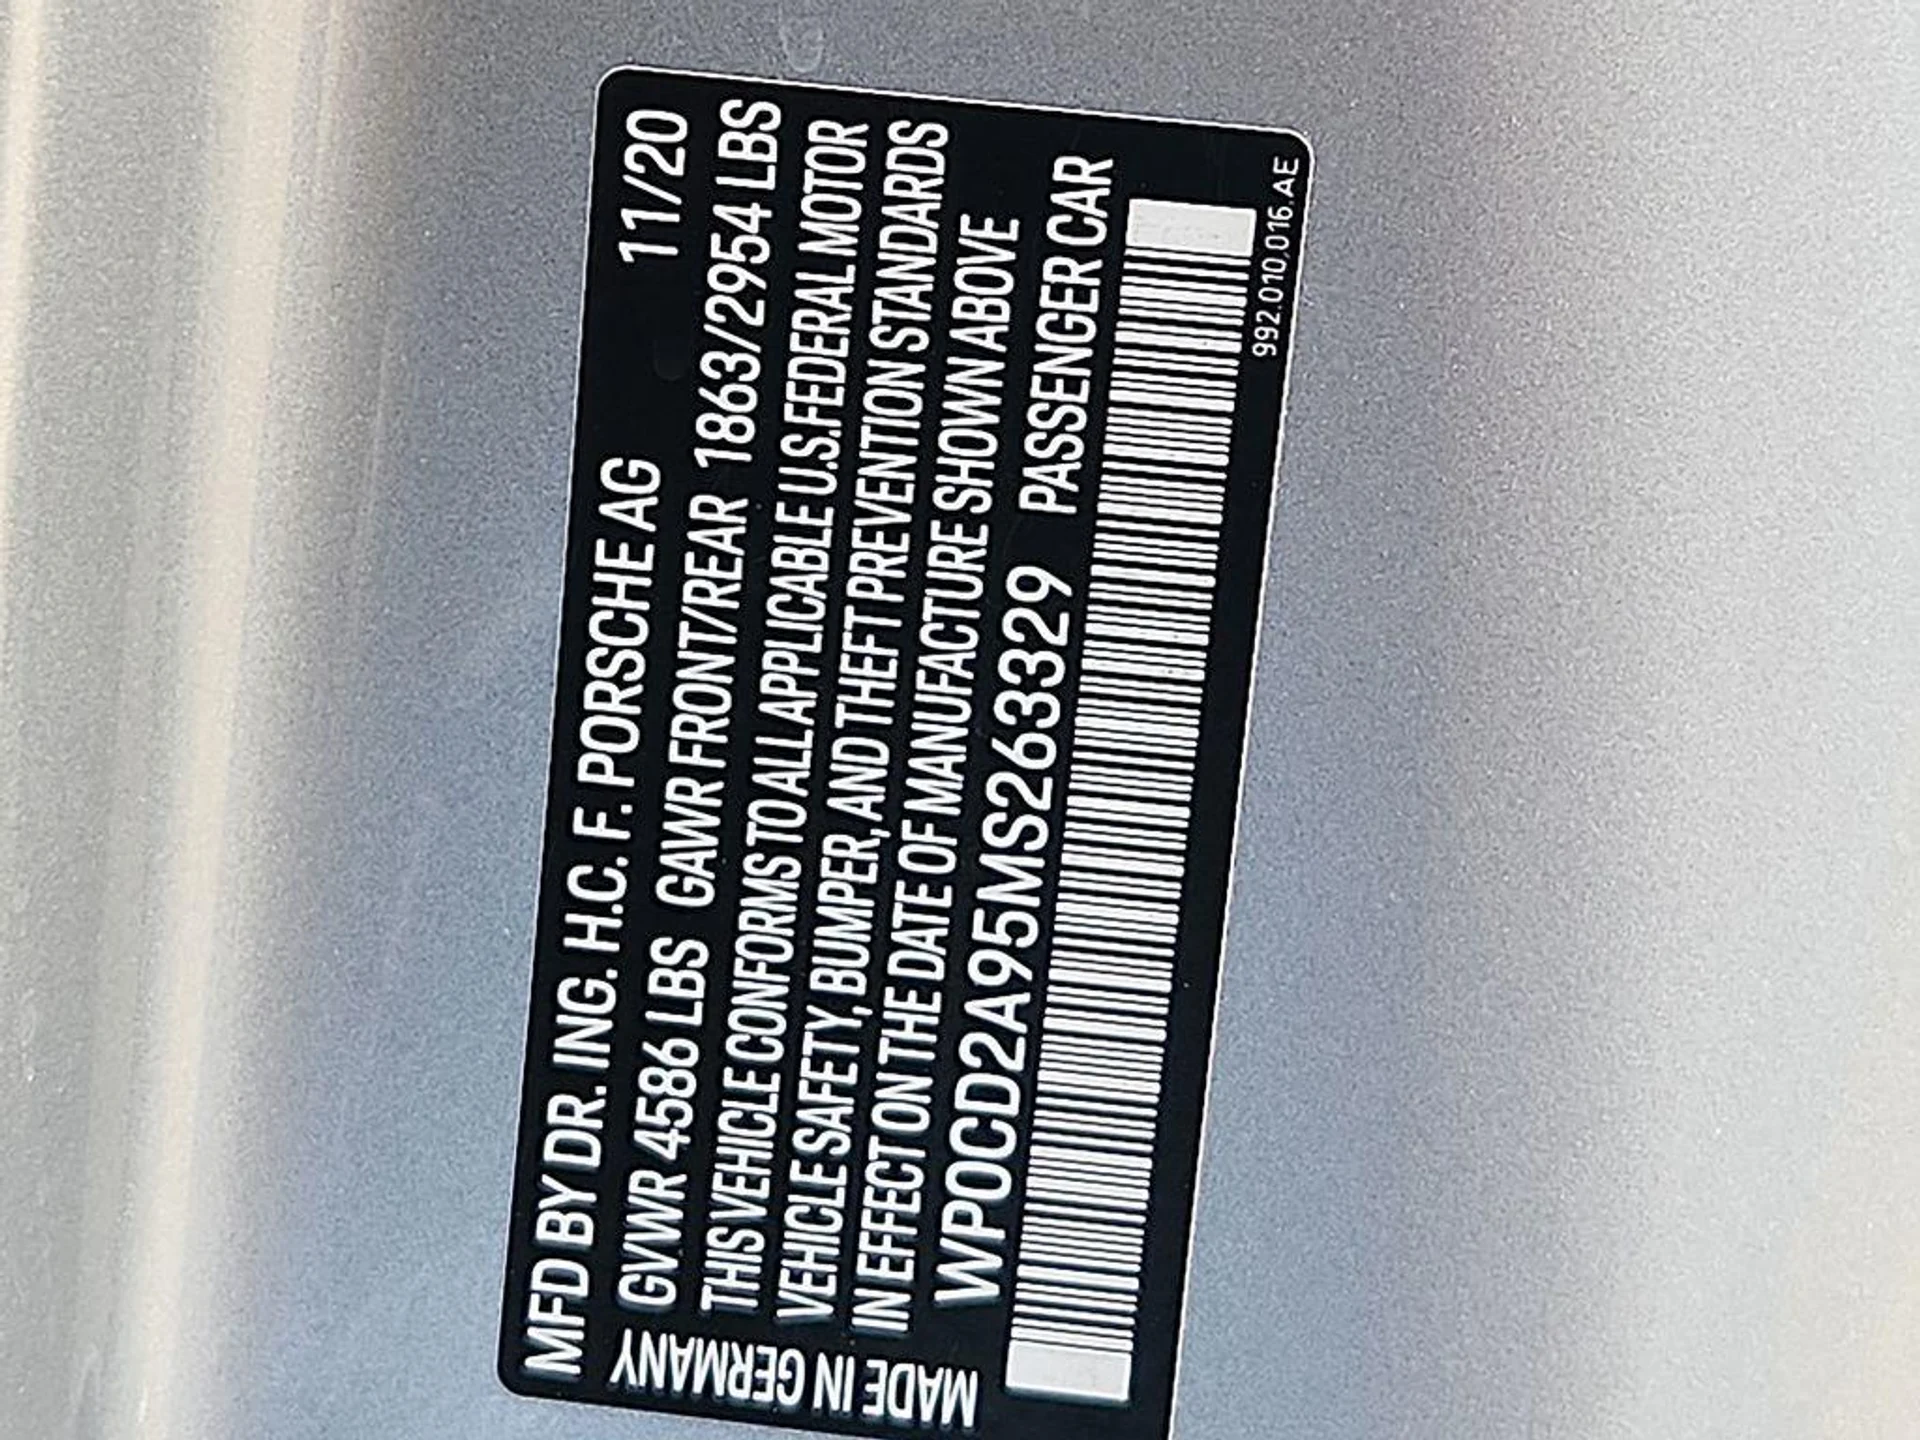 MFD BY DR. ING. H.C. F. PORSCHE AG 11/20
GVWR 4586 LBS GAWR FRONT/REAR 1863/2954 LBS
THIS VEHICLE CONFORMS TO ALL APPLICABLE U.S. FEDERAL MOTOR
VEHICLE SAFETY, BUMPER, AND THEFT PREVENTION STANDARDS
IN EFFECT ON THE DATE OF MANUFACTURE SHOWN ABOVE
WP0CD2A95MS263329 PASSENGER CAR
992.010.016.AE
MADE IN GERMANY